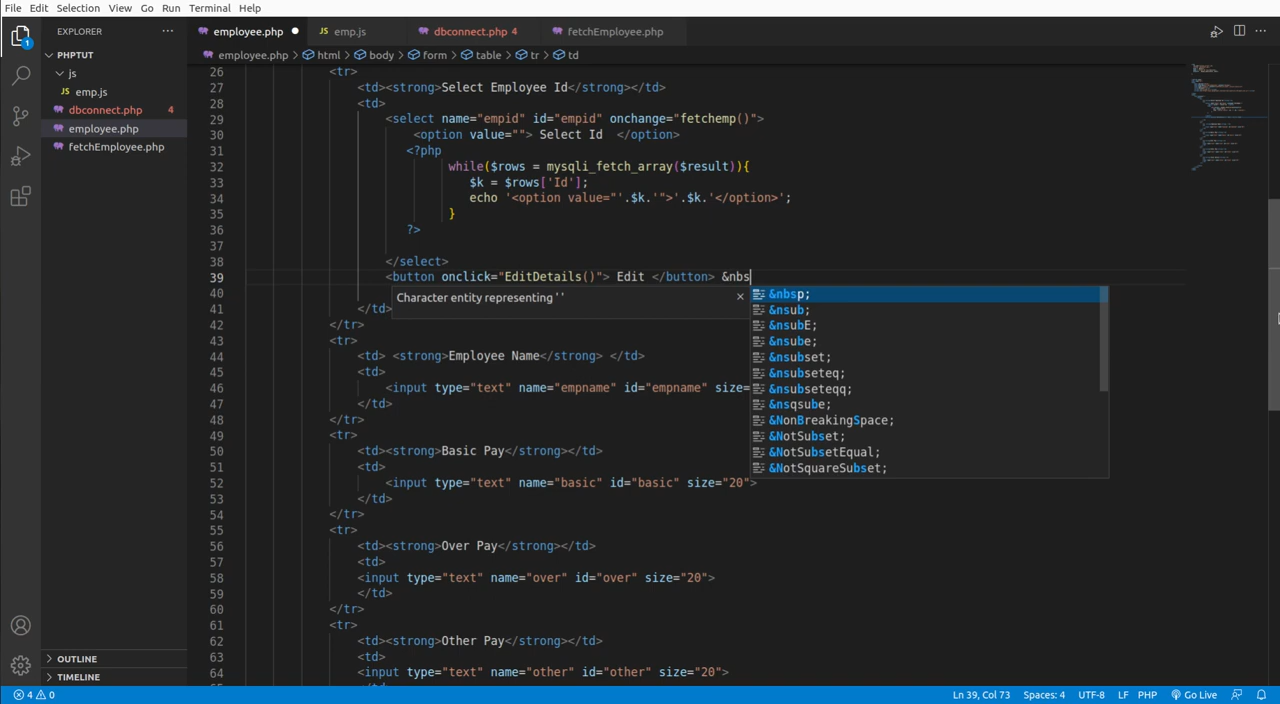 File Edit Selection View Go Run Terminal Help
EXPLORER
employee.php
emp.js
dbconnect.php 4
fetchEmployee.php
employee.php > html > body > form > table > tr > td
PHPTUT
js
emp.js
dbconnect.php 4
employee.php
fetchEmployee.php
1
26 <tr>
27 <td><strong>Select Employee Id</strong></td>
28 <td>
29 <select name="empid" id="empid" onchange="fetchemp()">
30 <option value=""> Select Id </option>
31 <?php
32 while($rows = mysqli_fetch_array($result)){
33 $k = $rows['Id'];
34 echo '<option value="'.$k.'">'.$k.'</option>';
35 }
36 ?>
37
38 </select>
39 <button onclick="EditDetails()"> Edit </button> &nbs
40 Character entity representing ' '
41 </td>
42 </tr>
43 <tr>
44 <td> <strong>Employee Name</strong> </td>
45 <td>
46 <input type="text" name="empname" id="empname" size=
47 </td>
48 </tr>
49 <tr>
50 <td><strong>Basic Pay</strong></td>
51 <td>
52 <input type="text" name="basic" id="basic" size="20">
53 </td>
54 </tr>
55 <tr>
56 <td><strong>Over Pay</strong></td>
57 <td>
58 <input type="text" name="over" id="over" size="20">
59 </td>
60 </tr>
61 <tr>
62 <td><strong>Other Pay</strong></td>
63 <td>
64 <input type="text" name="other" id="other" size="20">
&nbsp;
&nsub;
&nsubE;
&nsube;
&nsubset;
&nsubseteq;
&nsubseteqq;
&nsqsube;
&NonBreakingSpace;
&NotSubset;
&NotSubsetEqual;
&NotSquareSubset;
OUTLINE
TIMELINE
4 0
Ln 39, Col 73 Spaces: 4 UTF-8 LF PHP Go Live